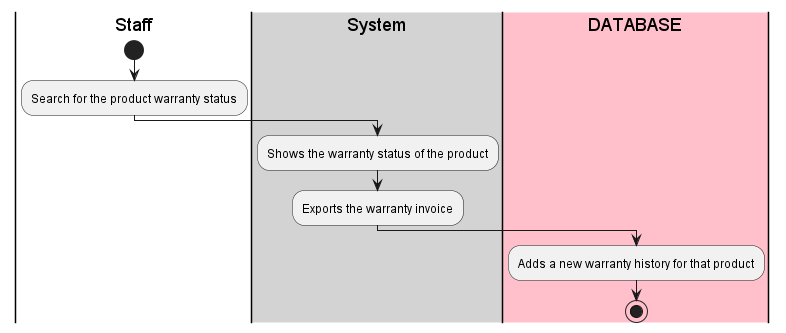 Staff
System
DATABASE
Search for the product warranty status
Shows the warranty status of the product
Exports the warranty invoice
Adds a new warranty history for that product